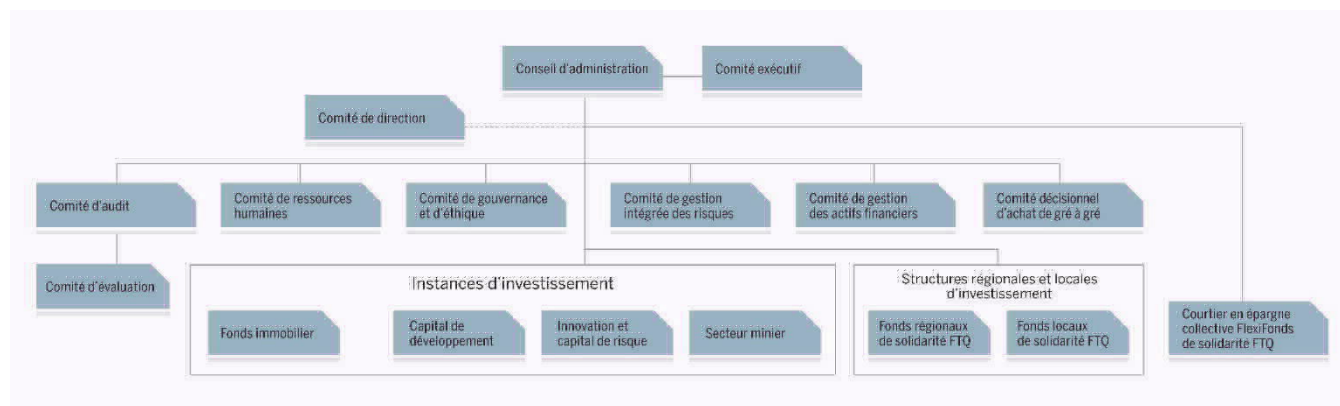 Conseil d'administration
Comité exécutif
Comité de direction
Comité d'audit
Comité de ressources
humaines
Comité de gouvernance
et d'éthique
Comité de gestion
intégrée des risques
Comité de gestion
des actifs financiers
Comité décisionnel
d'achat de gré à gré
Comité d'évaluation
Instances d'investissement
Fonds immobilier
Capital de
développement
Innovation et
capital de risque
Secteur minier
Structures régionales et locales
d'investissement
Fonds régionaux
de solidarité FTQ
Fonds locaux
de solidarité FTQ
Courtier en épargne
collective FlexiFonds
de solidarité FTQ